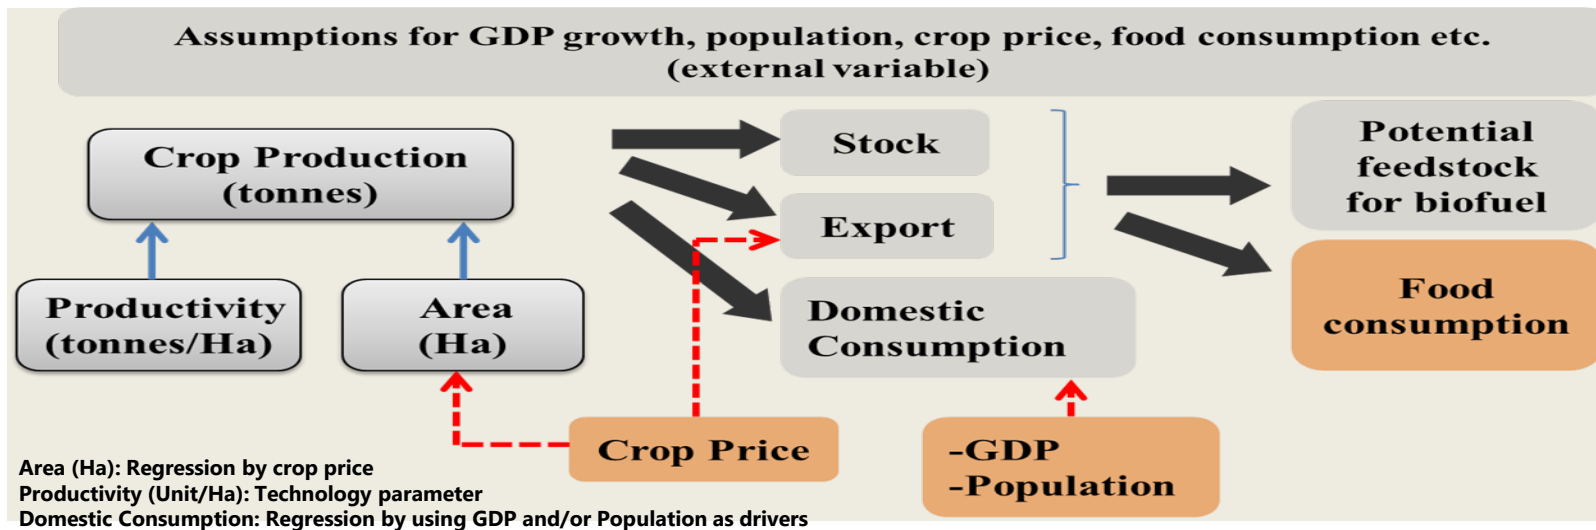 Assumptions for GDP growth, population, crop price, food consumption etc.
(external variable)
Crop Production
(tonnes)
Stock
Potential
feedstock
for biofuel
Export
Productivity
(tonnes/Ha)
Area
(Ha)
Domestic
Consumption
Food
consumption
Crop Price
-GDP
-Population
Area (Ha): Regression by crop price
Productivity (Unit/Ha): Technology parameter
Domestic Consumption: Regression by using GDP and/or Population as drivers